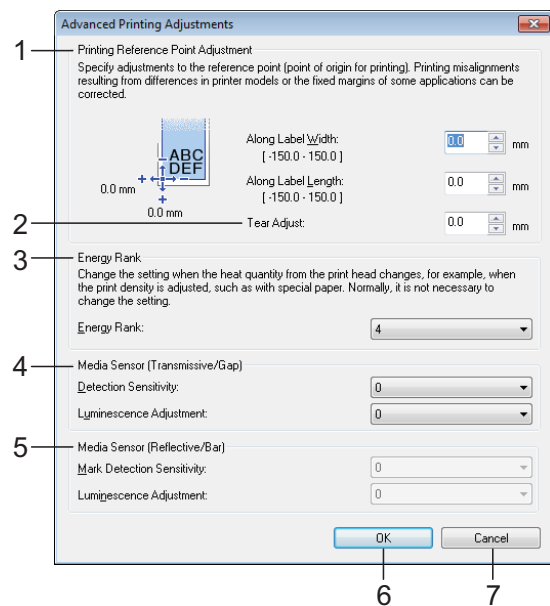 Advanced Printing Adjustments
1
Printing Reference Point Adjustment
Specify adjustments to the reference point (point of origin for printing). Printing misalignments
resulting from differences in printer models or the fixed margins of some applications can be
corrected.
ABC
DEF
0.0 mm
0.0 mm
Along Label Width:
[ -150.0 - 150.0 ]
0.0 mm
Along Label Length:
[ -150.0 - 150.0 ]
0.0 mm
2
Tear Adjust:
0.0 mm
3
Energy Rank
Change the setting when the heat quantity from the print head changes, for example, when
the print density is adjusted, such as with special paper. Normally, it is not necessary to
change the setting.
Energy Rank:
4
4
Media Sensor (Transmissive/Gap)
Detection Sensitivity:
0
Luminescence Adjustment:
0
5
Media Sensor (Reflective/Bar)
Mark Detection Sensitivity:
0
Luminescence Adjustment:
0
OK
Cancel
6
7